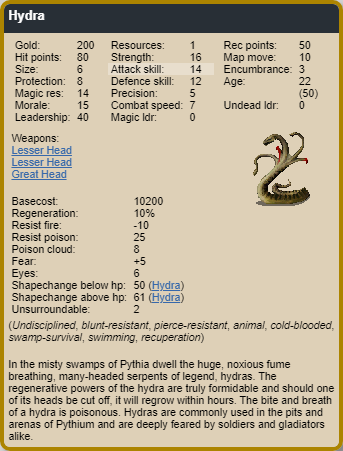 Hydra
Gold: 200 Resources: 1 Rec points: 50
Hit points: 80 Strength: 16 Map move: 10
Size: 6 Attack skill: 14 Encumbrance: 3
Protection: 8 Defence skill: 12 Age: 22
Magic res: 14 Precision: 5 (50)
Morale: 15 Combat speed: 7 Undead ldr: 0
Leadership: 40 Magic ldr: 0
Weapons:
Lesser Head
Lesser Head
Great Head
Basecost: 10200
Regeneration: 10%
Resist fire: -10
Resist poison: 25
Poison cloud: 8
Fear: +5
Eyes: 6
Shapechange below hp: 50 (Hydra)
Shapechange above hp: 61 (Hydra)
Unsurroundable: 2
(Undisciplined, blunt-resistant, pierce-resistant, animal, cold-blooded,
swamp-survival, swimming, recuperation)
In the misty swamps of Pythia dwell the huge, noxious fume
breathing, many-headed serpents of legend, hydras. The
regenerative powers of the hydra are truly formidable and should one
of its heads be cut off, it will regrow within hours. The bite and breath
of a hydra is poisonous. Hydras are commonly used in the pits and
arenas of Pythium and are deeply feared by soldiers and gladiators
alike.